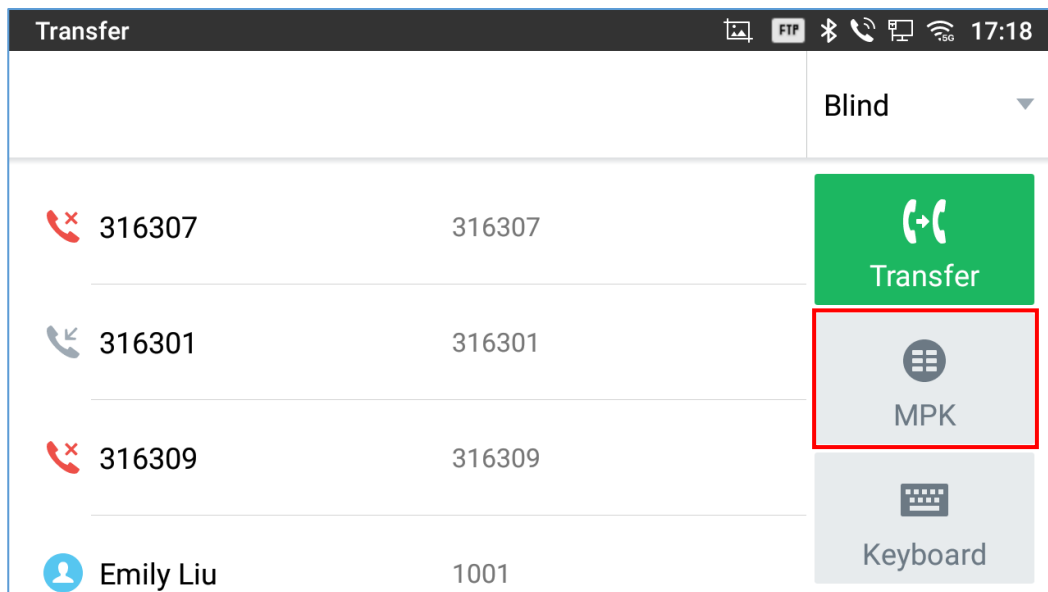 Transfer
FTP
5G
17:18
Blind
316307
316307
Transfer
316301
316301
MPK
316309
316309
Keyboard
Emily Liu
1001